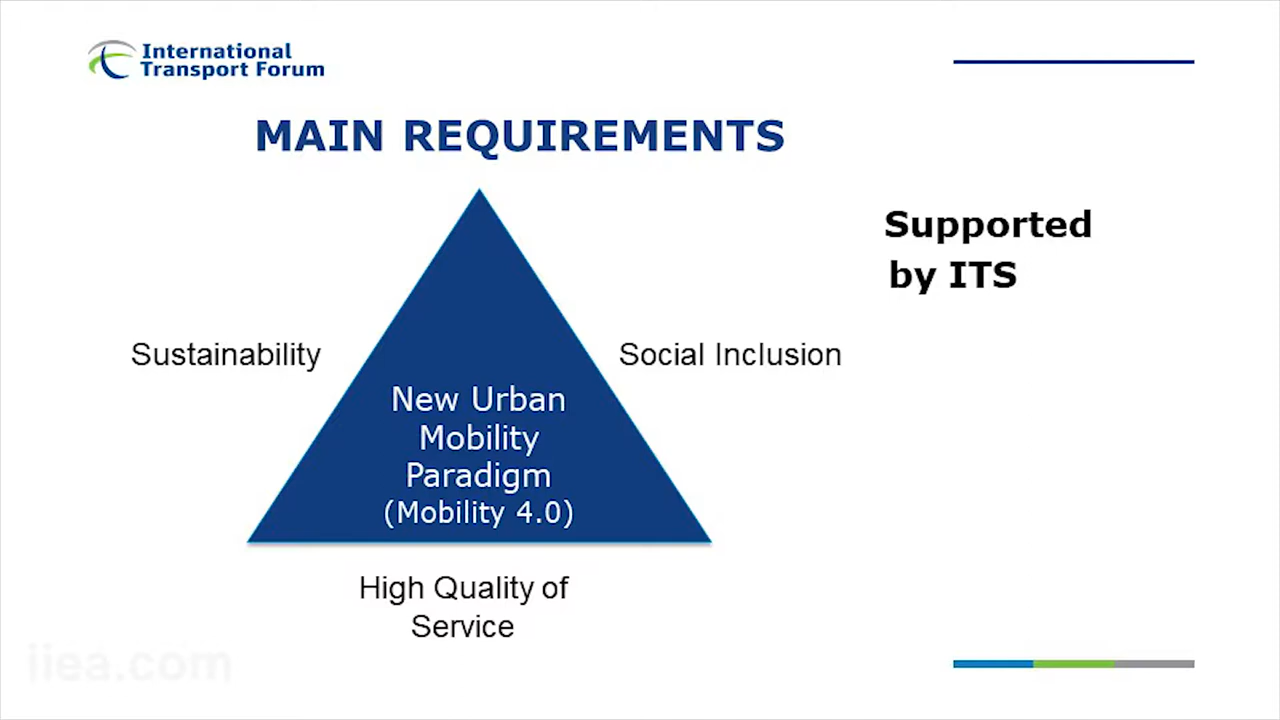 International
Transport Forum
MAIN REQUIREMENTS
Supported
by ITS
Sustainability
Social Inclusion
New Urban
Mobility
Paradigm
(Mobility 4.0)
High Quality of
Service
iiea.com